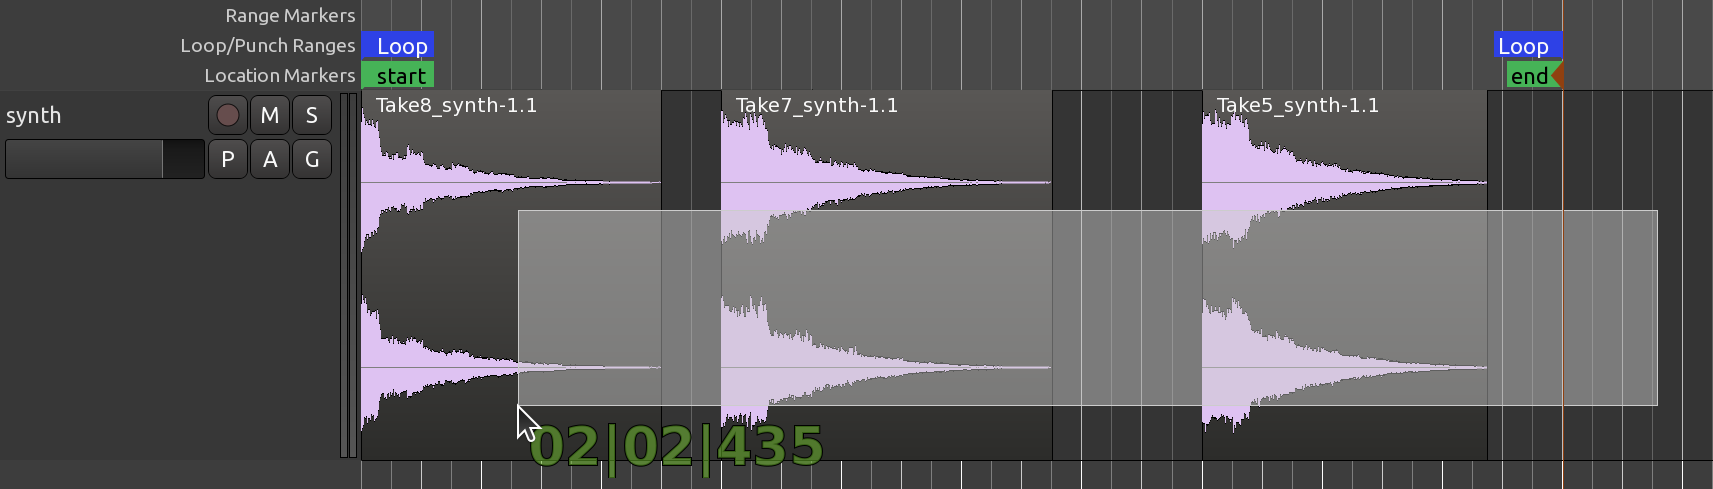 Range Markers
Loop/Punch Ranges Loop Loop
Location Markers start end
synth M S
P A G
Take8_synth-1.1 Take7_synth-1.1 Take5_synth-1.1
02|02|435